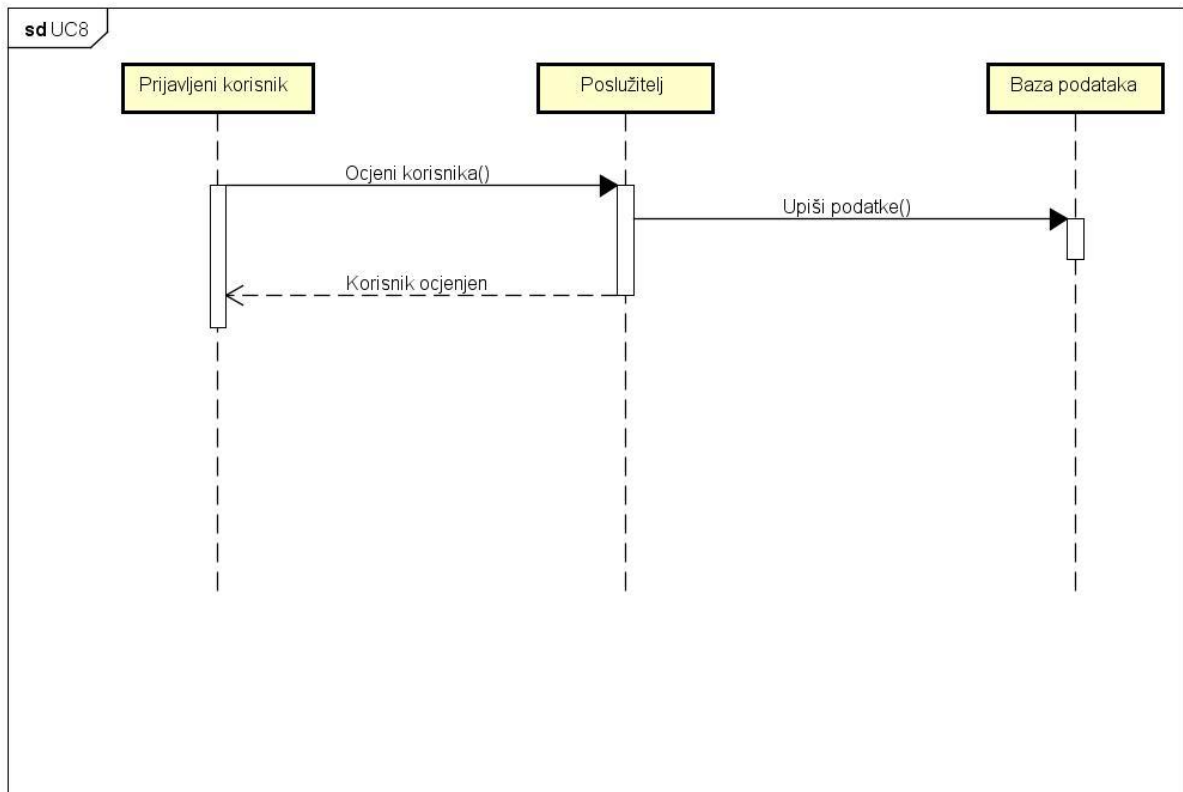 sd UC8
Prijavljeni korisnik
Poslužitelj
Baza podataka
Ocjeni korisnika()
Upiši podatke()
Korisnik ocjenjen